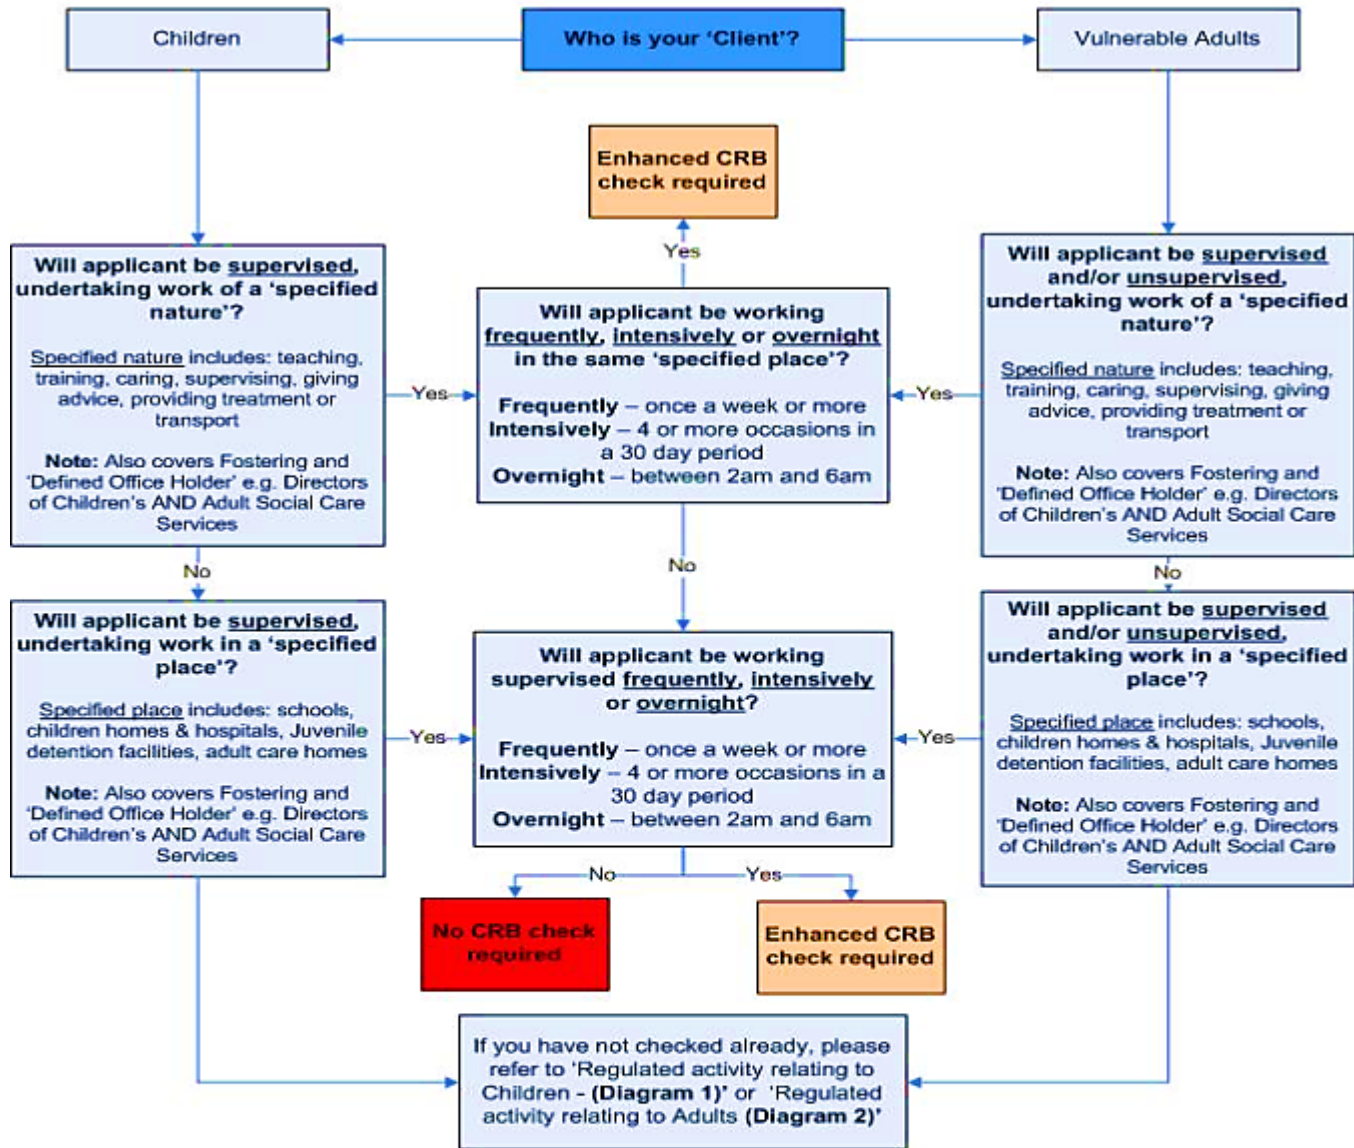 Children
Who is your ‘Client’?
Vulnerable Adults
Enhanced CRB
check required
Yes
Will applicant be supervised,
undertaking work of a ‘specified
nature’?
Specified nature includes: teaching,
training, caring, supervising, giving
advice, providing treatment or
transport
Note: Also covers Fostering and
‘Defined Office Holder’ e.g. Directors
of Children’s AND Adult Social Care
Services
Yes
Will applicant be working
frequently, intensively or overnight
in the same ‘specified place’?
Frequently – once a week or more
Intensively – 4 or more occasions in
a 30 day period
Overnight – between 2am and 6am
Yes
Will applicant be supervised
and/or unsupervised,
undertaking work of a ‘specified
nature’?
Specified nature includes: teaching,
training, caring, supervising, giving
advice, providing treatment or
transport
Note: Also covers Fostering and
‘Defined Office Holder’ e.g. Directors
of Children’s AND Adult Social Care
Services
No
No
No
Will applicant be supervised,
undertaking work in a ‘specified
place’?
Specified place includes: schools,
children homes & hospitals, Juvenile
detention facilities, adult care homes
Note: Also covers Fostering and
‘Defined Office Holder’ e.g. Directors
of Children’s AND Adult Social Care
Services
Yes
Will applicant be working
supervised frequently, intensively
or overnight?
Frequently – once a week or more
Intensively – 4 or more occasions in a
30 day period
Overnight – between 2am and 6am
Yes
Will applicant be supervised
and/or unsupervised,
undertaking work in a ‘specified
place’?
Specified place includes: schools,
children homes & hospitals, Juvenile
detention facilities, adult care homes
Note: Also covers Fostering and
‘Defined Office Holder’ e.g. Directors
of Children’s AND Adult Social Care
Services
No
Yes
No CRB check
required
Enhanced CRB
check required
If you have not checked already, please
refer to ‘Regulated activity relating to
Children - (Diagram 1)’ or ‘Regulated
activity relating to Adults (Diagram 2)’